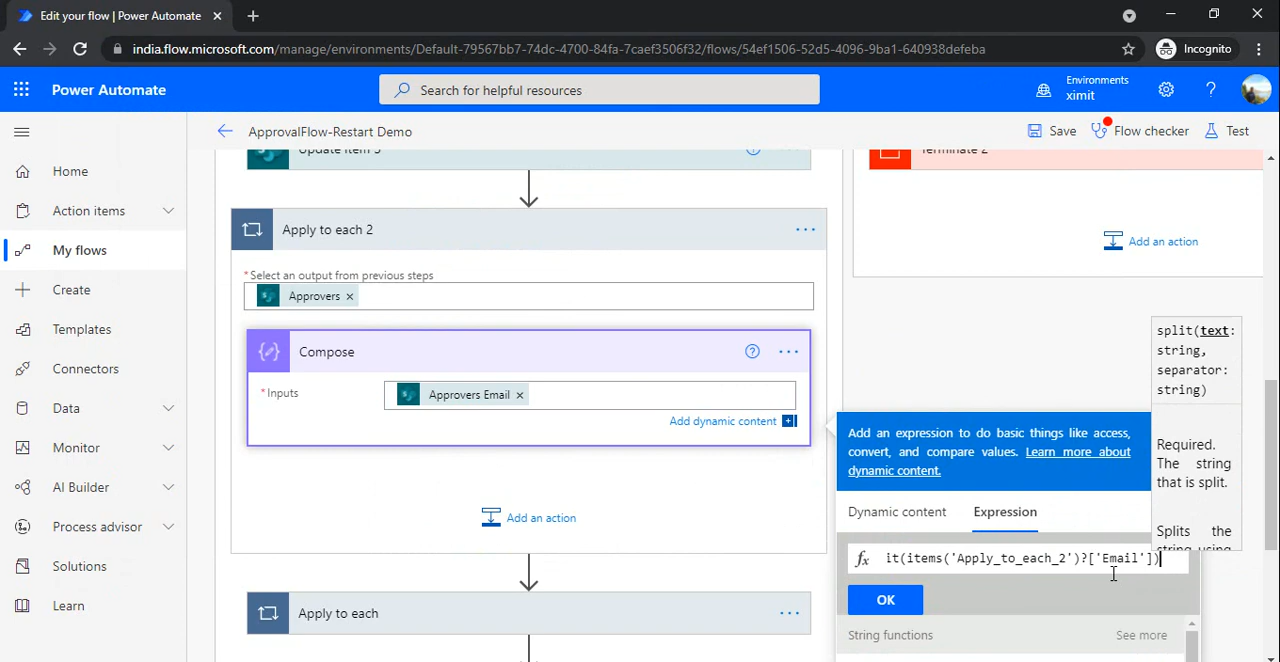 Edit your flow | Power Automate
india.flow.microsoft.com/manage/environments/Default-79567bb7-74dc-4700-84fa-7caef3506f32/flows/54ef1506-52d5-4096-9ba1-640938defeba
Incognito
Power Automate
Search for helpful resources
Environments
ximit
ApprovalFlow-Restart Demo
Save
Flow checker
Test
Home
Action items
My flows
Create
Templates
Connectors
Data
Monitor
AI Builder
Process advisor
Solutions
Learn
Update item 3
Terminate 2
Add an action
Apply to each 2
* Select an output from previous steps
Approvers
Compose
* Inputs
Approvers Email
Add dynamic content
Add an action
Apply to each
split(text:
string,
separator:
string)
Required.
The string
that is split.
Splits the
string using
Add an expression to do basic things like access,
convert, and compare values. Learn more about
dynamic content.
Dynamic content
Expression
fx it(items('Apply_to_each_2')?['Email'])
OK
String functions
See more